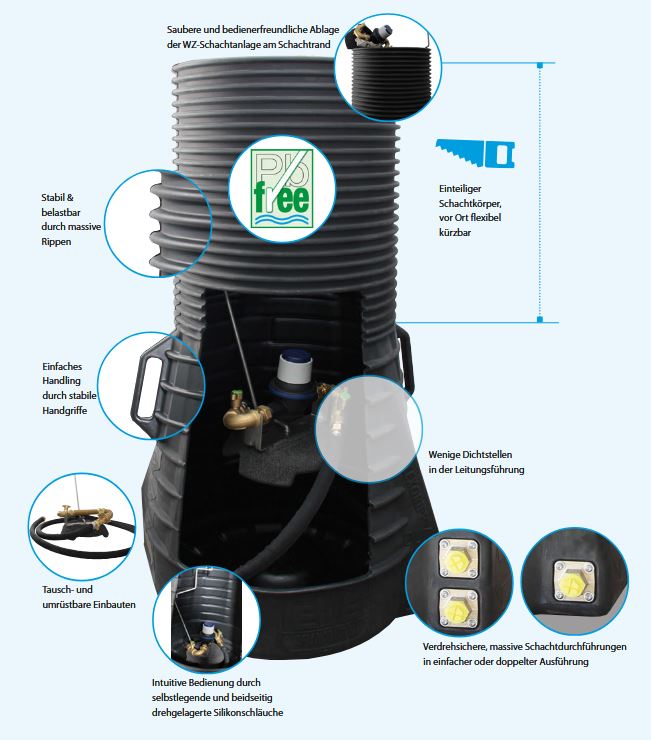 Saubere und bedienerfreundliche Ablage
der WZ-Schachtanlage am Schachtrand
Pb
free
Stabil &
belastbar
durch massive
Rippen
Einteiliger
Schachtkörper,
vor Ort flexibel
kürzbar
Einfaches
Handling
durch stabile
Handgriffe
Wenige Dichtstellen
in der Leitungsführung
Tausch- und
umrüstbare Einbauten
Verdrehsichere, massive Schachtdurchführungen
in einfacher oder doppelter Ausführung
Intuitive Bedienung durch
selbstlegende und beidseitig
drehgelagerte Silikonschläuche